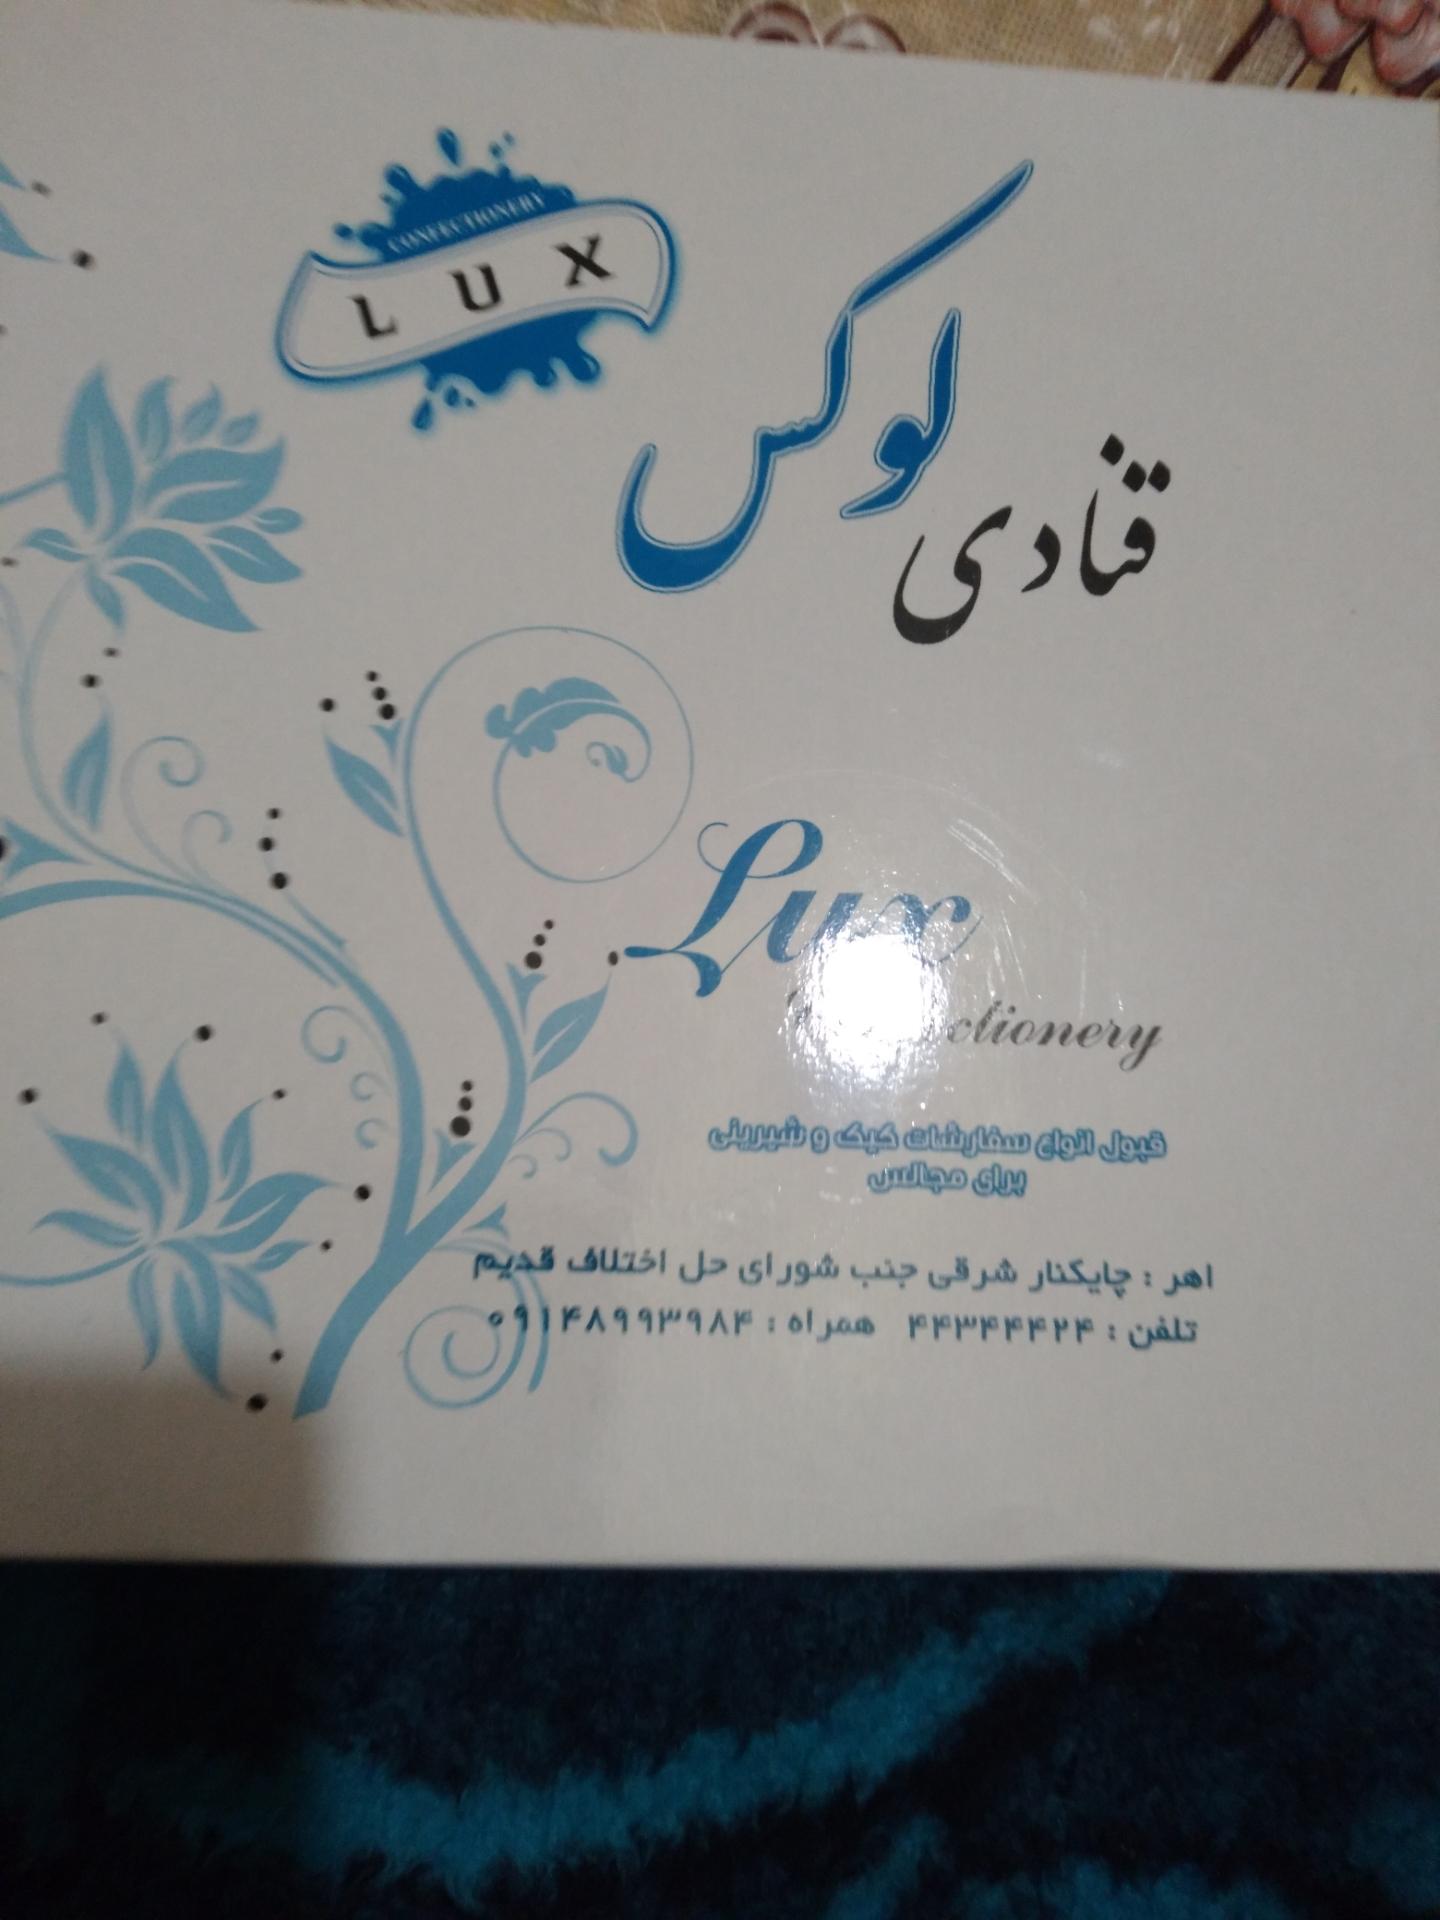 CONFECTIONERY
LUX
لوکس
قنادی
Lux
قبول انواع سفارشات کیک و شیرینی
برای مجالس
اهر : چایکنار شرقی جنب شورای حل اختلاف قدیم
تلفن : ۴۴۳۴۴۴۲۴ همراه : ۰۹۱۴۸۹۹۳۹۸۴